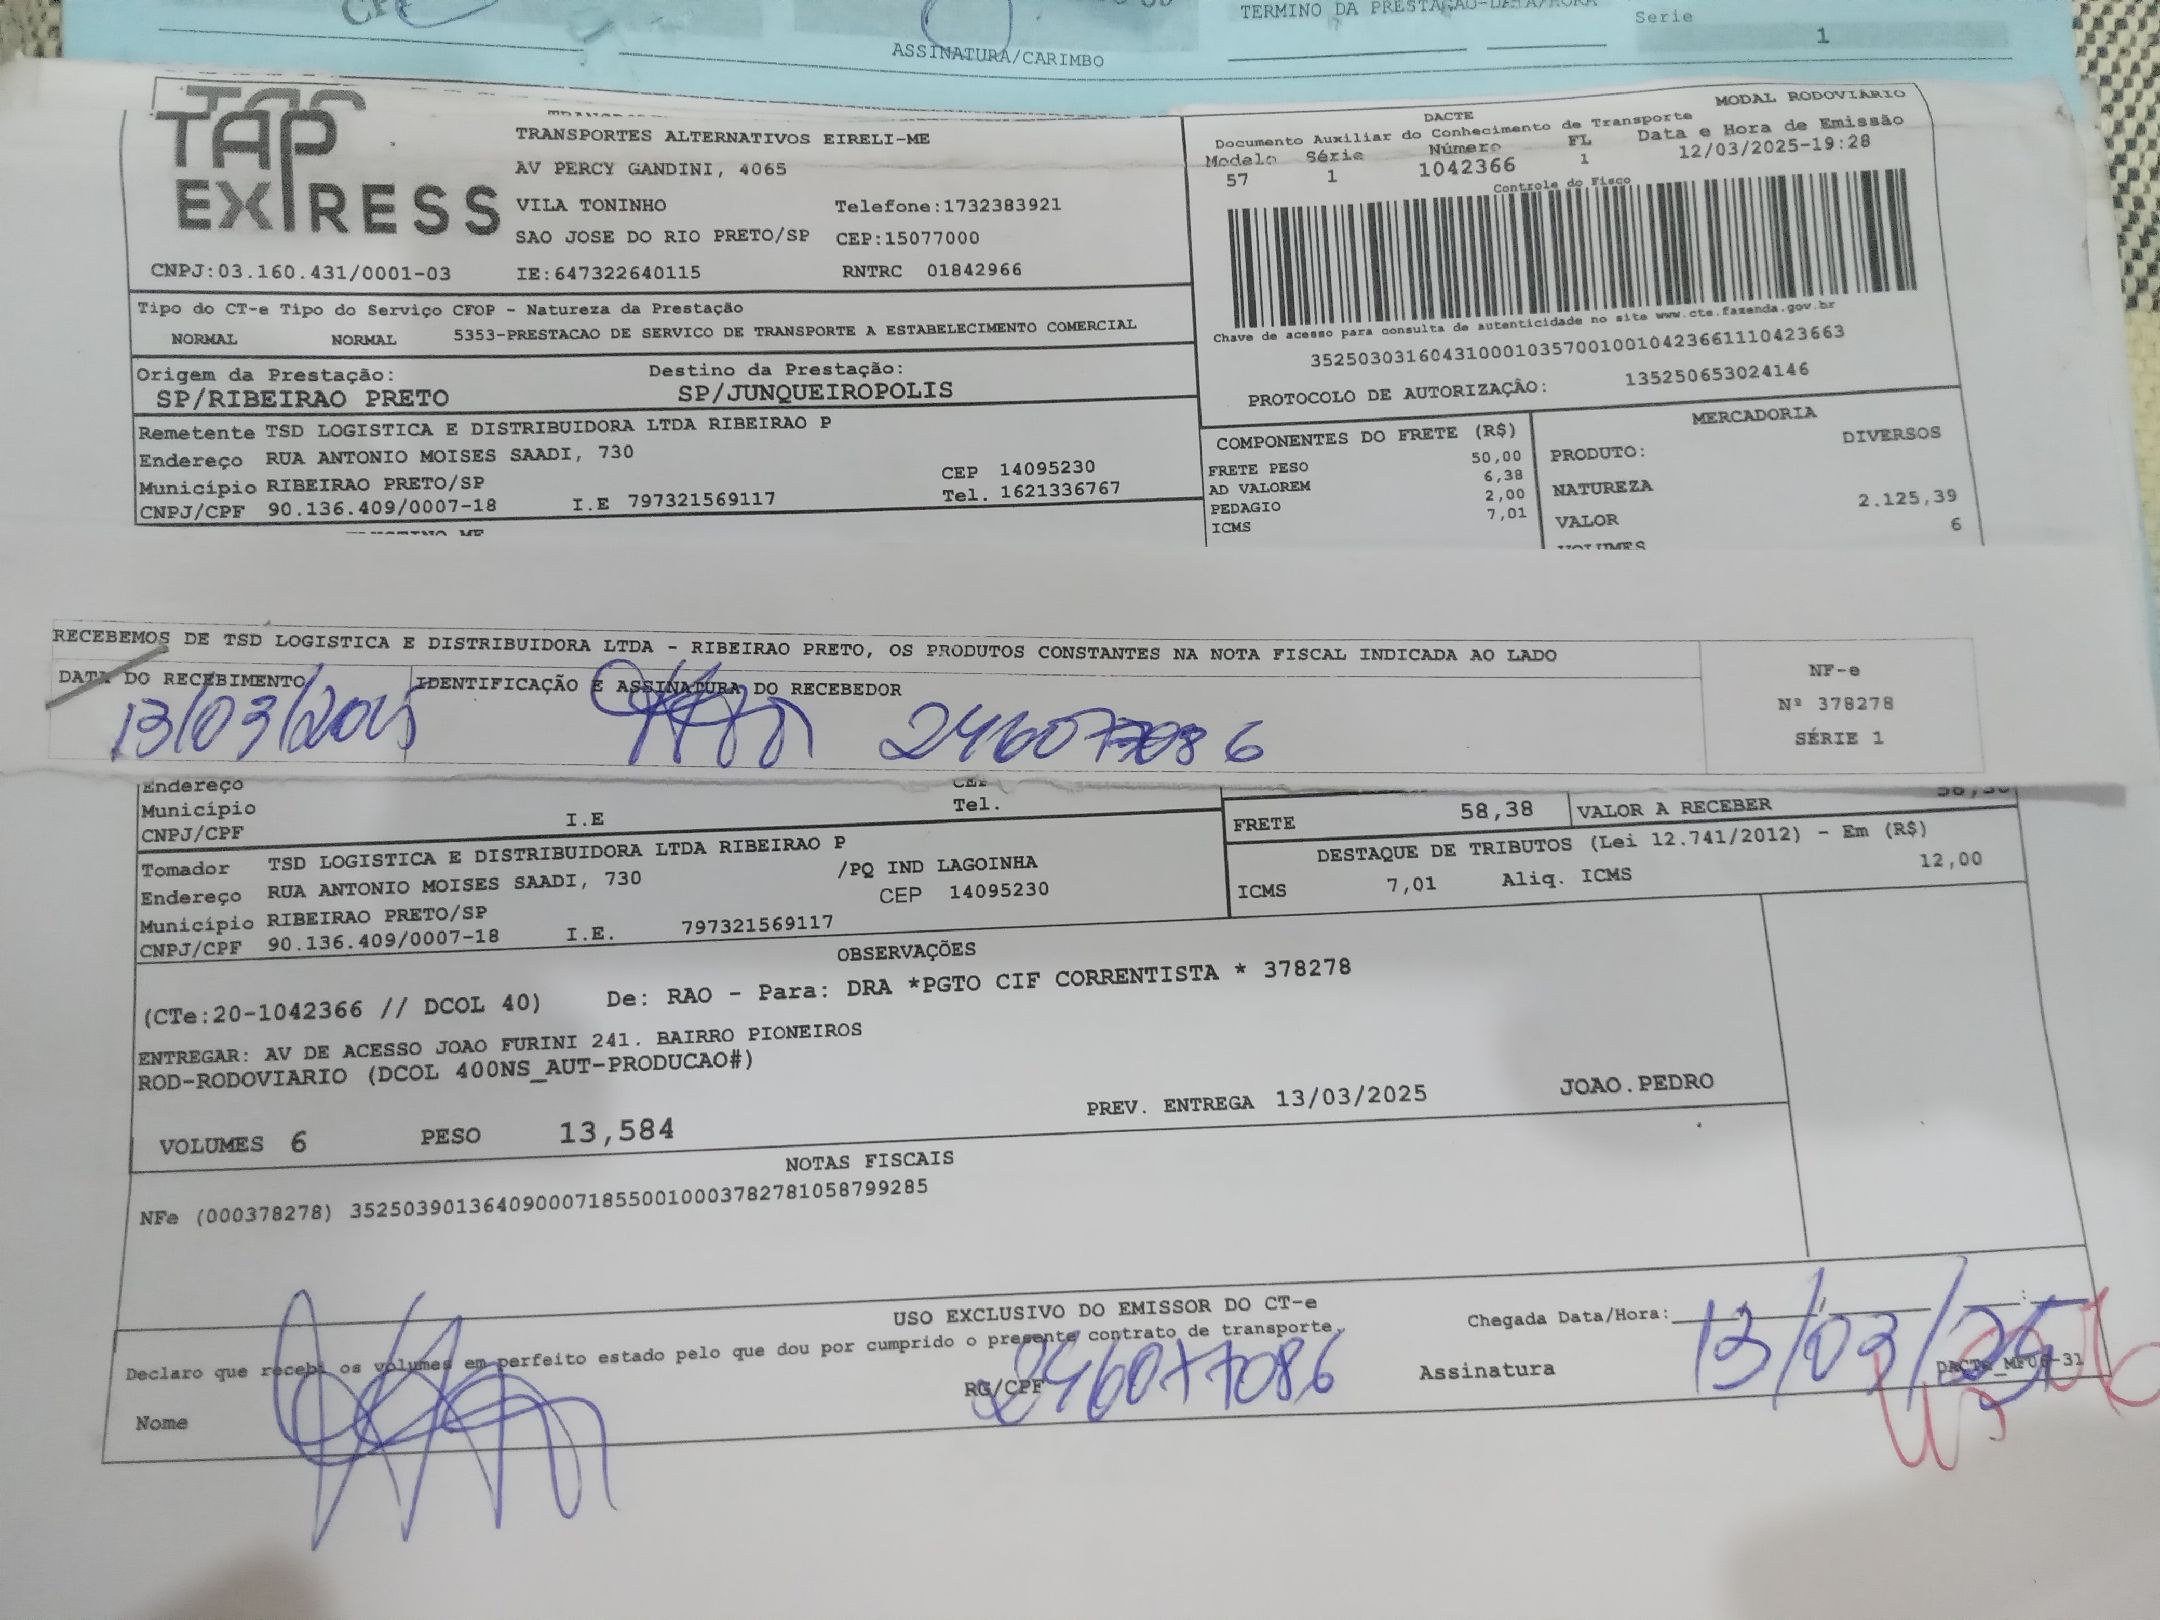 TERMINO DA PRESTAÇAO-DATA/HORA
Serie
1
ASSINATURA/CARIMBO
TAP
EXPRESS
TRANSPORTES ALTERNATIVOS EIRELI-ME
AV PERCY GANDINI, 4065
VILA TONINHO Telefone:1732383921
SAO JOSE DO RIO PRETO/SP CEP:15077000
CNPJ:03.160.431/0001-03 IE:647322640115 RNTRC 01842966
MODAL RODOVIARIO
DACTE
Documento Auxiliar do Conhecimento de Transporte
Modelo Série Número FL Data e Hora de Emissão
57 1 1042366 1 12/03/2025-19:28
Controle do Fisco
Chave de acesso para consulta de autenticidade no site www.cte.fazenda.gov.br
35250303160431000103570010010423661110423663
PROTOCOLO DE AUTORIZAÇÃO: 135250653024146
Tipo do CT-e Tipo do Serviço CFOP - Natureza da Prestação
NORMAL NORMAL 5353-PRESTACAO DE SERVICO DE TRANSPORTE A ESTABELECIMENTO COMERCIAL
Origem da Prestação: Destino da Prestação:
SP/RIBEIRAO PRETO SP/JUNQUEIROPOLIS
Remetente TSD LOGISTICA E DISTRIBUIDORA LTDA RIBEIRAO P
Endereço RUA ANTONIO MOISES SAADI, 730
Município RIBEIRAO PRETO/SP CEP 14095230
CNPJ/CPF 90.136.409/0007-18 I.E 797321569117 Tel. 1621336767
COMPONENTES DO FRETE (R$)
FRETE PESO 50,00
AD VALOREM 6,38
PEDAGIO 2,00
ICMS 7,01
MERCADORIA
PRODUTO: DIVERSOS
NATUREZA
VALOR 2.125,39
VOLUMES 6
RECEBEMOS DE TSD LOGISTICA E DISTRIBUIDORA LTDA - RIBEIRAO PRETO, OS PRODUTOS CONSTANTES NA NOTA FISCAL INDICADA AO LADO
DATA DO RECEBIMENTO IDENTIFICAÇÃO E ASSINATURA DO RECEBEDOR
13/03/2025
NF-e
Nº 378278
SÉRIE 1
Endereço CEP
Município Tel.
CNPJ/CPF I.E
FRETE 58,38 VALOR A RECEBER 58,38
Tomador TSD LOGISTICA E DISTRIBUIDORA LTDA RIBEIRAO P
Endereço RUA ANTONIO MOISES SAADI, 730 /PQ IND LAGOINHA
Município RIBEIRAO PRETO/SP CEP 14095230
CNPJ/CPF 90.136.409/0007-18 I.E. 797321569117
DESTAQUE DE TRIBUTOS (Lei 12.741/2012) - Em (R$)
ICMS 7,01 Aliq. ICMS 12,00
OBSERVAÇÕES
(CTe:20-1042366 // DCOL 40) De: RAO - Para: DRA *PGTO CIF CORRENTISTA * 378278
ENTREGAR: AV DE ACESSO JOAO FURINI 241. BAIRRO PIONEIROS
ROD-RODOVIARIO (DCOL 400NS_AUT-PRODUCAO#)
PREV. ENTREGA 13/03/2025 JOAO.PEDRO
VOLUMES 6 PESO 13,584
NOTAS FISCAIS
NFe (000378278) 35250390136409000718550010003782781058799285
USO EXCLUSIVO DO EMISSOR DO CT-e
Declaro que recebi os volumes em perfeito estado pelo que dou por cumprido o presente contrato de transporte.
Chegada Data/Hora: 13/03/25
Nome RG/CPF 246077086 Assinatura